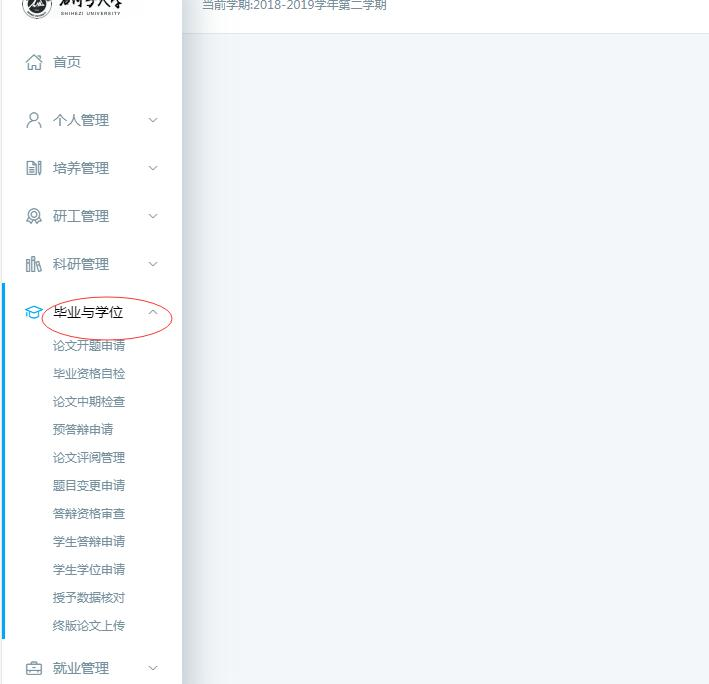 SHIHEZI UNIVERSITY
当前学期:2018-2019学年第二学期
首页
个人管理
培养管理
研工管理
科研管理
毕业与学位
论文开题申请
毕业资格自检
论文中期检查
预答辩申请
论文评阅管理
题目变更申请
答辩资格审查
学生答辩申请
学生学位申请
授予数据核对
终版论文上传
就业管理